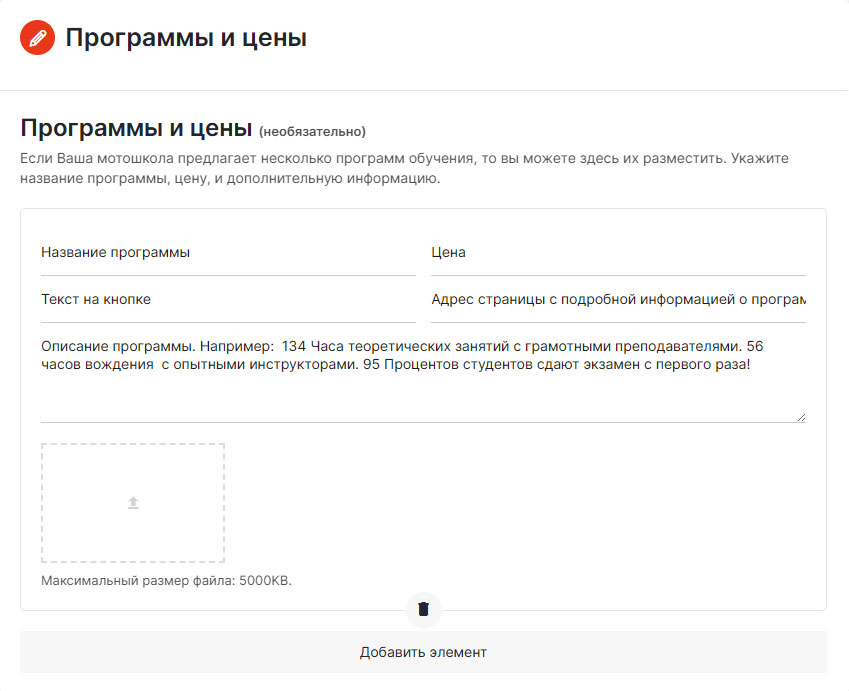 Программы и цены
Программы и цены (необязательно)
Если Ваша мотошкола предлагает несколько программ обучения, то вы можете здесь их разместить. Укажите
название программы, цену, и дополнительную информацию.
Название программы
Цена
Текст на кнопке
Адрес страницы с подробной информацией о програм
Описание программы. Например:  134 Часа теоретических занятий с грамотными преподавателями. 56
часов вождения  с опытными инструкторами. 95 Процентов студентов сдают экзамен с первого раза!
Максимальный размер файла: 5000KB.
Добавить элемент